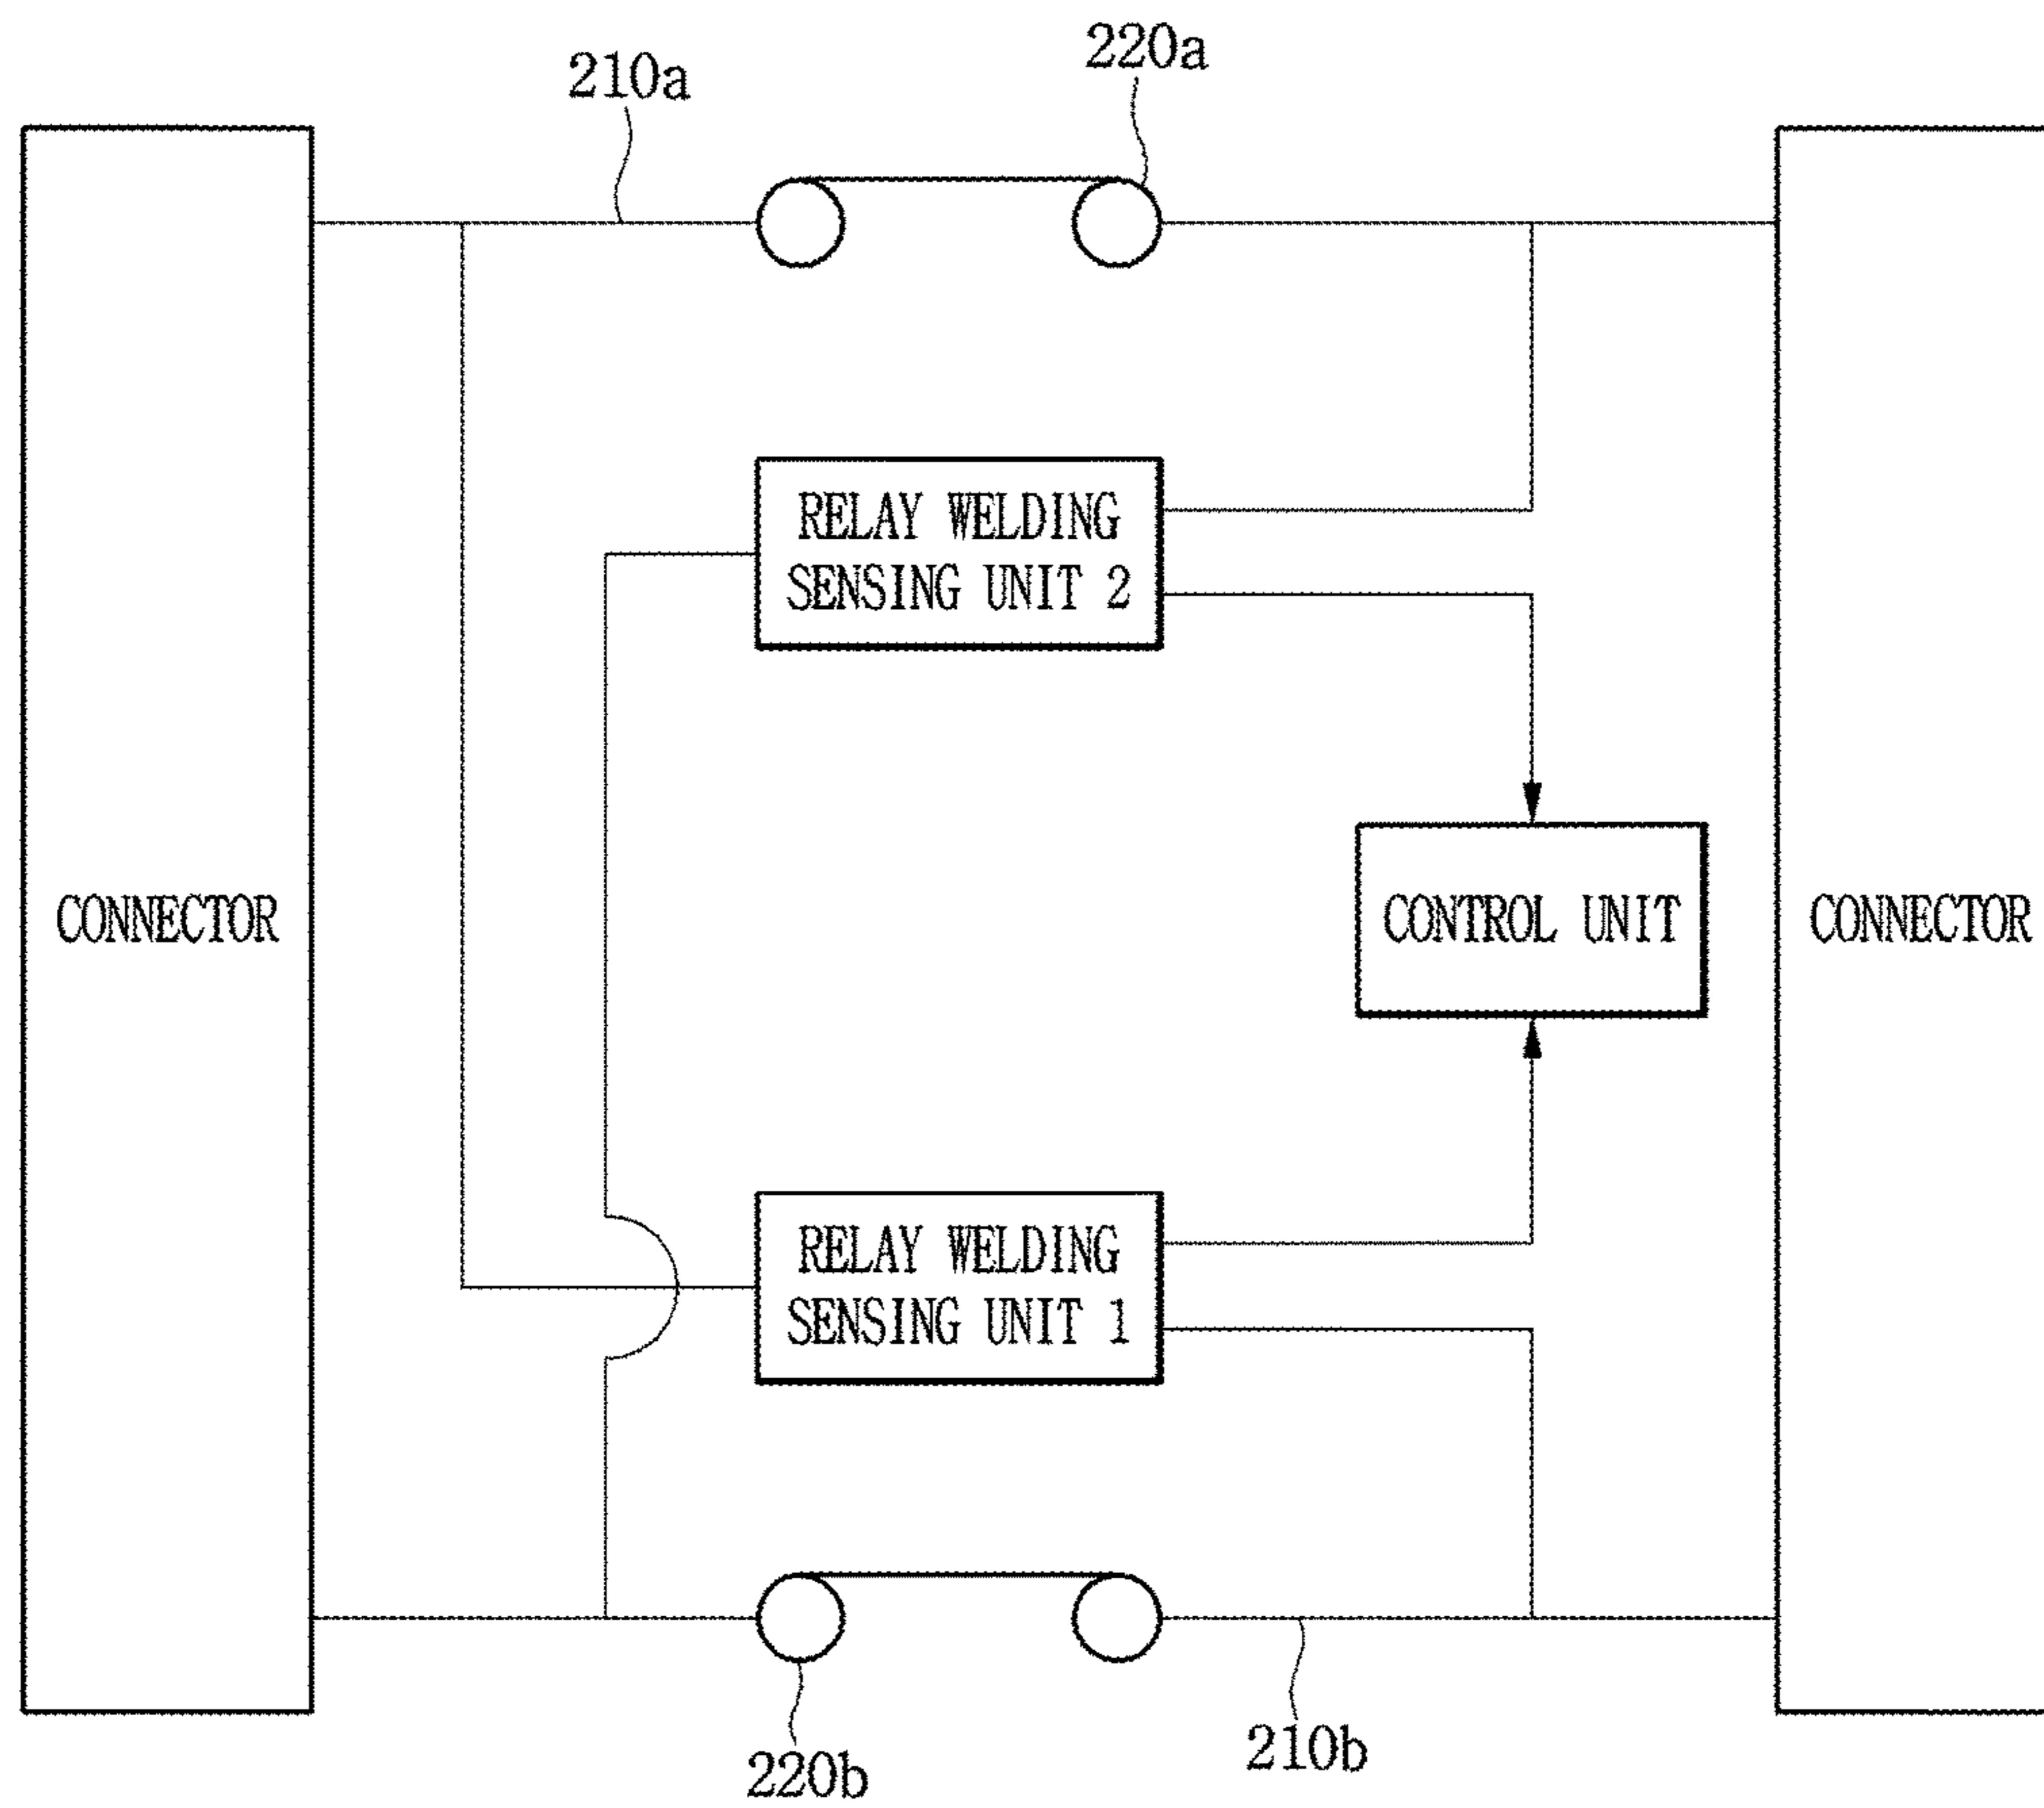 220a
210a
RELAY WELDING
SENSING UNIT 2
CONNECTOR
CONTROL UNIT
CONNECTOR
RELAY WELDING
SENSING UNIT 1
210b
220b